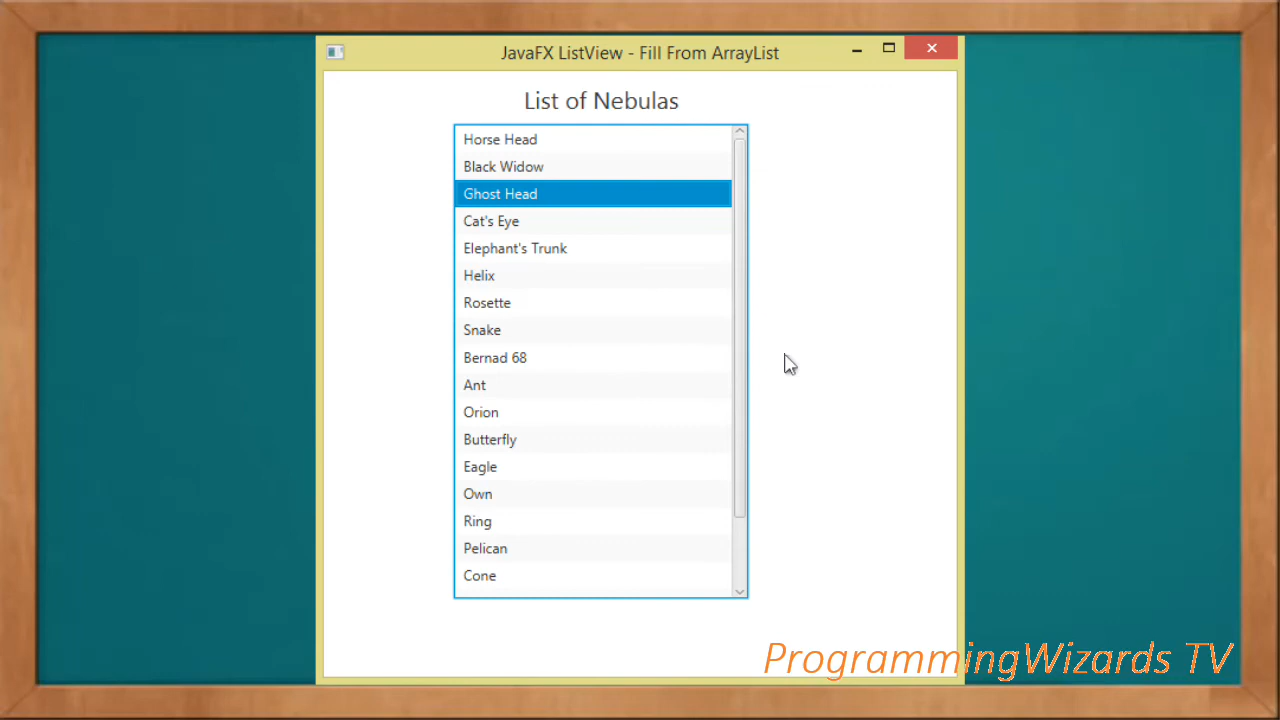 JavaFX ListView - Fill From ArrayList
List of Nebulas
Horse Head
Black Widow
Ghost Head
Cat's Eye
Elephant's Trunk
Helix
Rosette
Snake
Bernad 68
Ant
Orion
Butterfly
Eagle
Own
Ring
Pelican
Cone
ProgrammingWizards TV